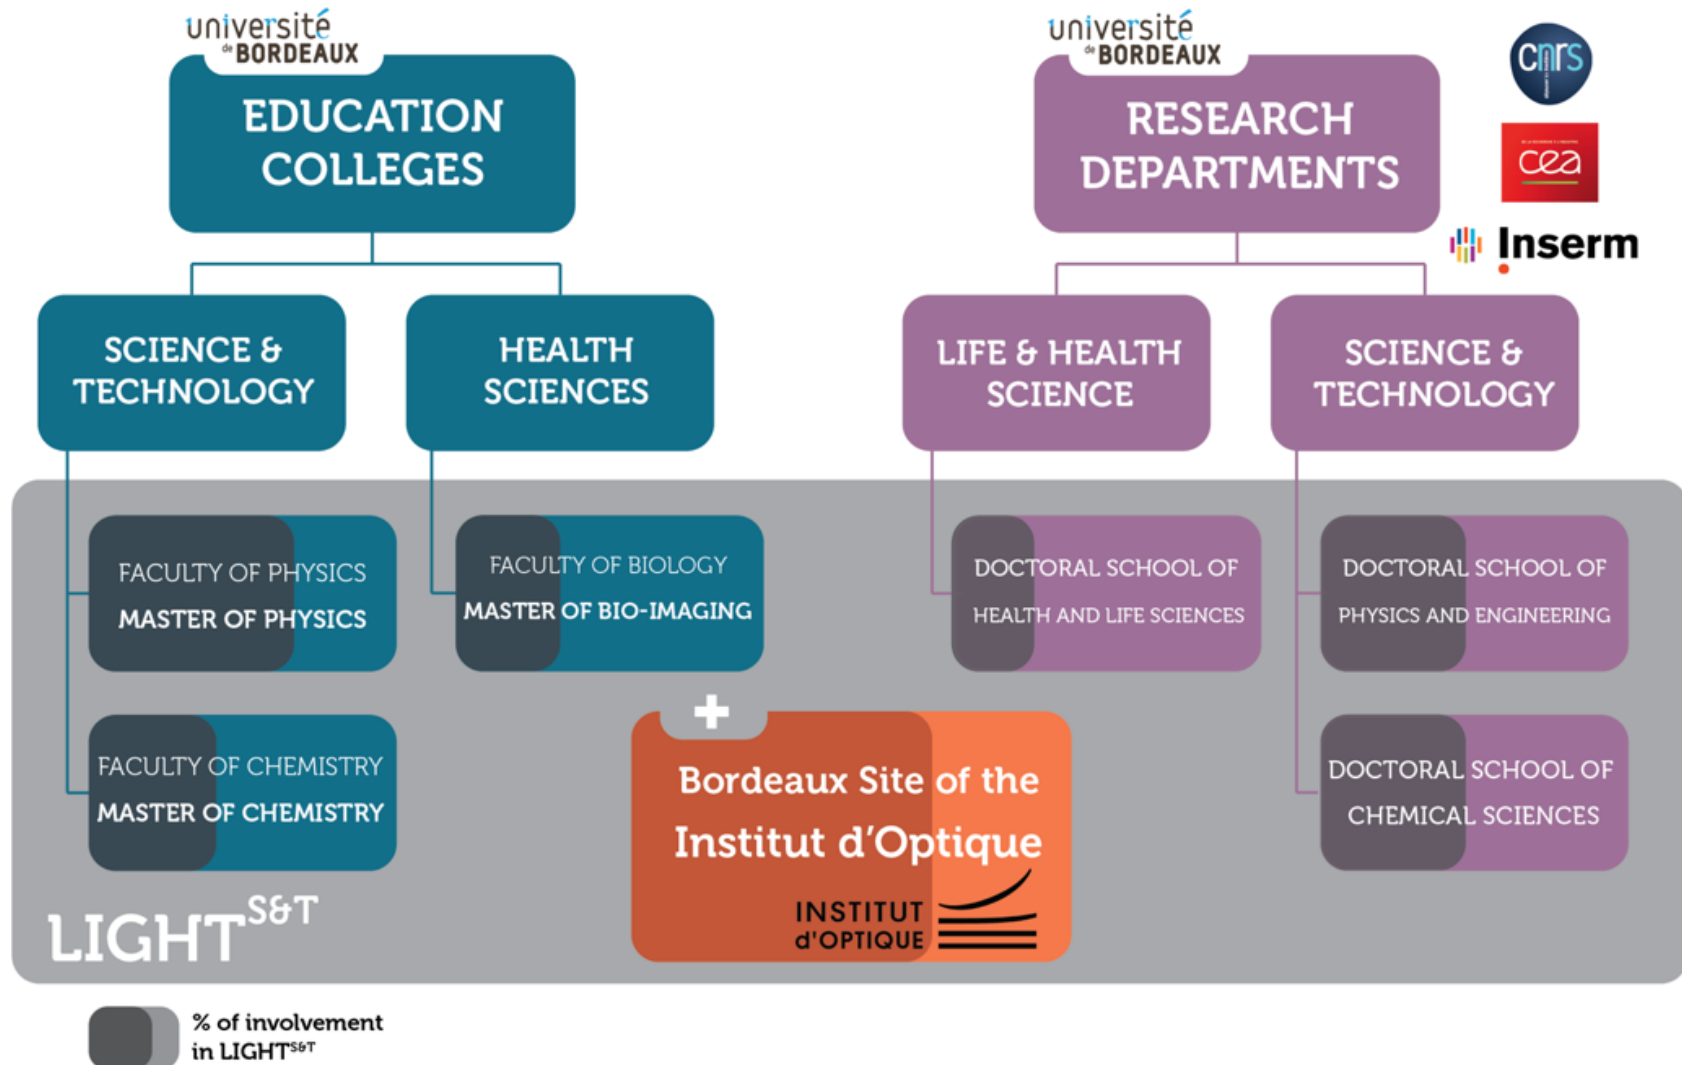 université
de BORDEAUX
EDUCATION
COLLEGES
université
de BORDEAUX
RESEARCH
DEPARTMENTS
cnrs
cea
Inserm
SCIENCE &
TECHNOLOGY
HEALTH
SCIENCES
LIFE & HEALTH
SCIENCE
SCIENCE &
TECHNOLOGY
FACULTY OF PHYSICS
MASTER OF PHYSICS
FACULTY OF BIOLOGY
MASTER OF BIO-IMAGING
DOCTORAL SCHOOL OF
HEALTH AND LIFE SCIENCES
DOCTORAL SCHOOL OF
PHYSICS AND ENGINEERING
FACULTY OF CHEMISTRY
MASTER OF CHEMISTRY
+
Bordeaux Site of the
Institut d'Optique
INSTITUT
d'OPTIQUE
DOCTORAL SCHOOL OF
CHEMICAL SCIENCES
LIGHT S&T
% of involvement
in LIGHT S&T